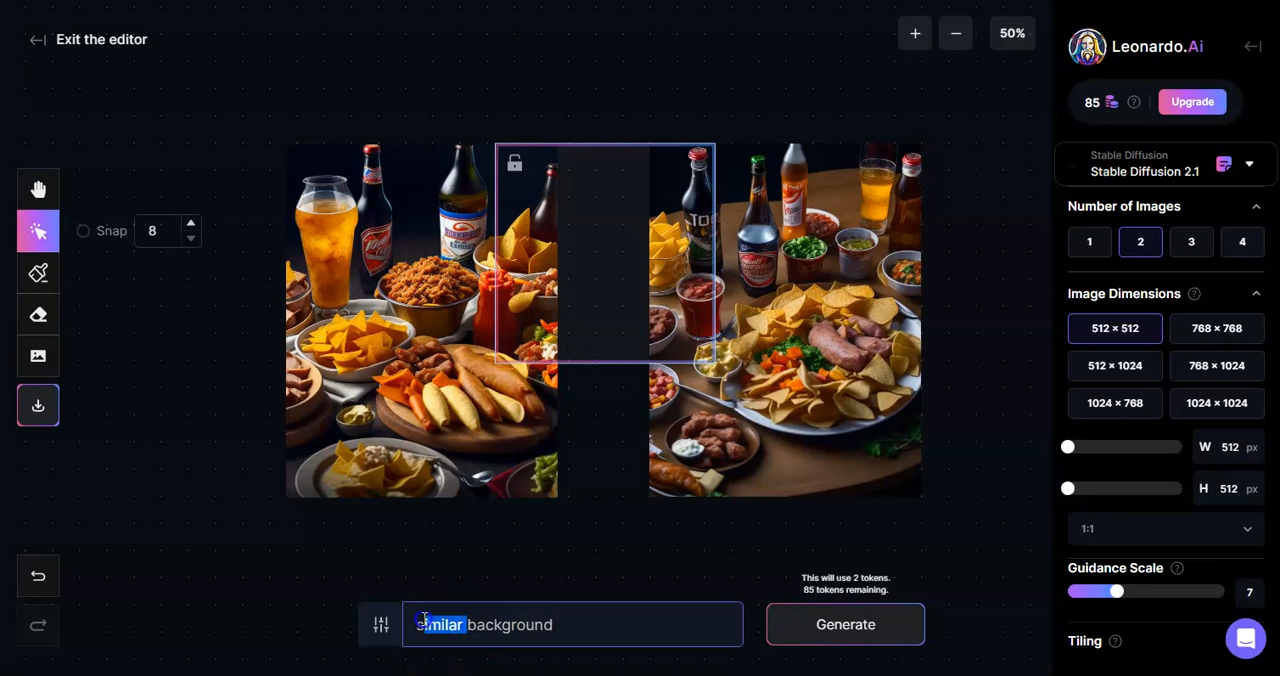 Exit the editor
50%
Leonardo.Ai
85
Upgrade
Stable Diffusion
Stable Diffusion 2.1
Number of Images
1
2
3
4
Snap
8
Image Dimensions
512 × 512
768 × 768
512 × 1024
768 × 1024
1024 × 768
1024 × 1024
W 512 px
H 512 px
1:1
Guidance Scale
7
Tiling
This will use 2 tokens.
85 tokens remaining.
similar background
Generate